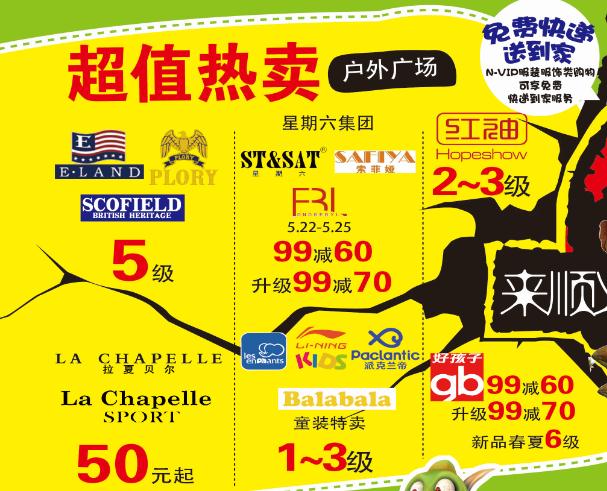 超值热卖
户外广场
免费快递
送到家
N-VIP服装服饰类购物
可享免费
快递到家服务
E
E·LAND
PLORY
PLORY
SCOFIELD
BRITISH HERITAGE
5级
星期六集团
ST&SAT®
星期六
SAFIYA
索菲娅
FBL
5.22-5.25
99减60
升级99减70
红袖
Hopeshow
2~3级
来顺
LA CHAPELLE
拉夏贝尔
La Chapelle
SPORT
50元起
les enphants
LI-NING
KIDS
Paclantic
派克兰帝
Balabala
童装特卖
1~3级
好孩子
gb
99减60
升级99减70
新品春夏6级